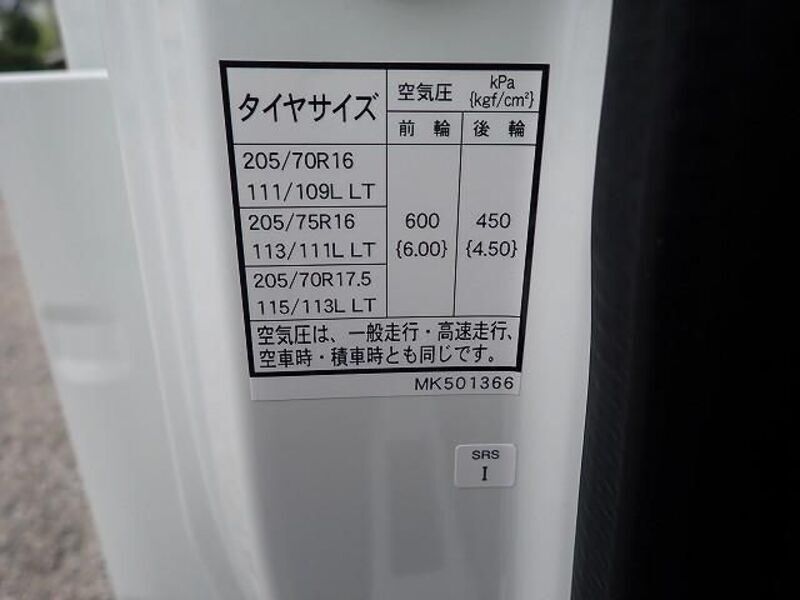 タイヤサイズ
空気圧 kPa {kgf/cm²}
前輪 後輪
205/70R16
111/109L LT
205/75R16
113/111L LT
205/70R17.5
115/113L LT
600 450
{6.00} {4.50}
空気圧は、一般走行・高速走行、
空車時・積車時とも同じです。
MK501366
SRS
I